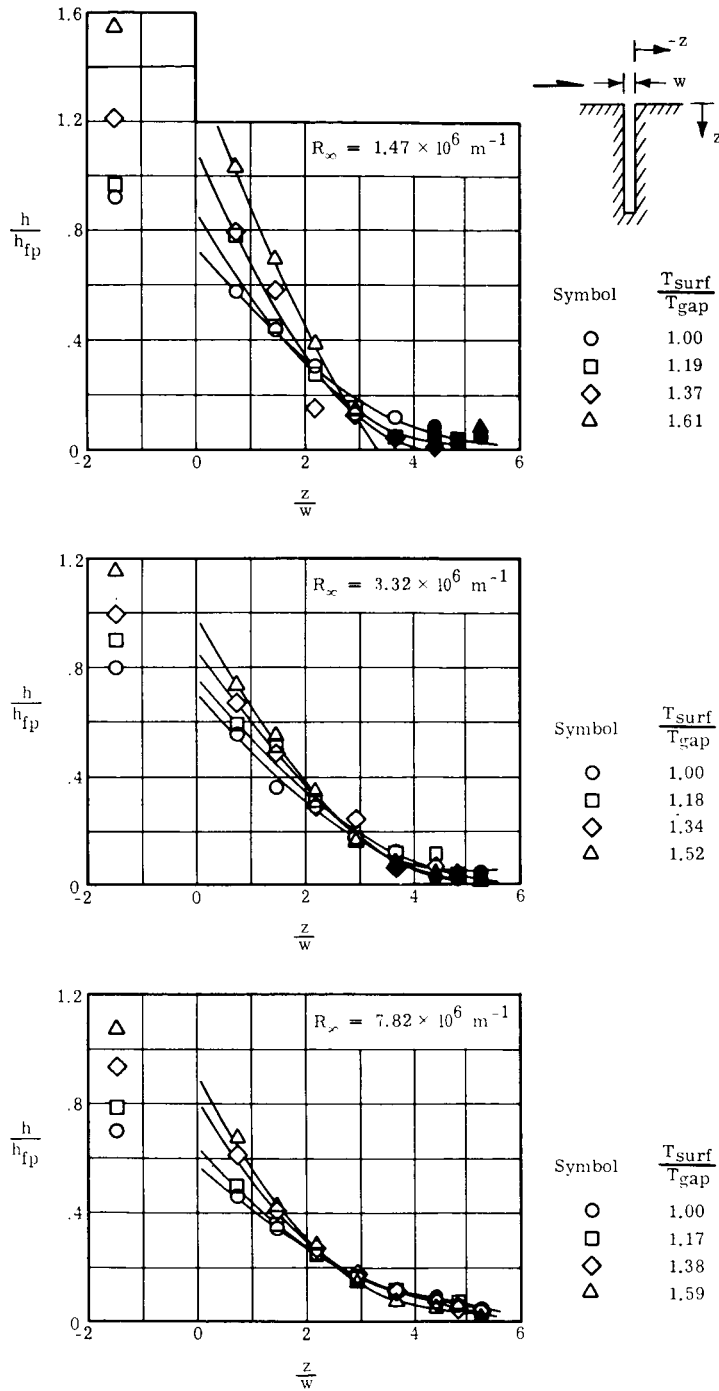 1.6
1.2
.8
.4
0
h
h_fp
R_∞ = 1.47 × 10^6 m^-1
-2 0 2 4 6
z
w
-z
w
z
Symbol T_surf
T_gap
○ 1.00
□ 1.19
◇ 1.37
△ 1.61
1.2
.8
.4
0
h
h_fp
R_∞ = 3.32 × 10^6 m^-1
-2 0 2 4 6
z
w
Symbol T_surf
T_gap
○ 1.00
□ 1.18
◇ 1.34
△ 1.52
1.2
.8
.4
0
h
h_fp
R_∞ = 7.82 × 10^6 m^-1
-2 0 2 4 6
z
w
Symbol T_surf
T_gap
○ 1.00
□ 1.17
◇ 1.38
△ 1.59